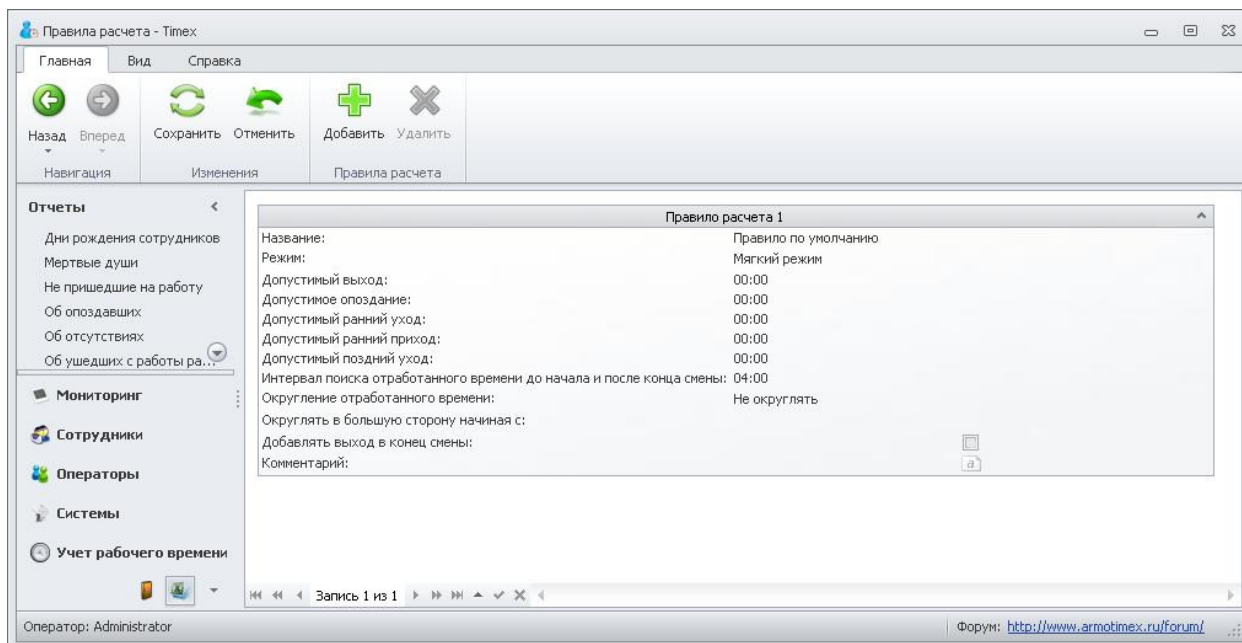 Правила расчета - Timex
Главная Вид Справка
Назад Вперед Сохранить Отменить Добавить Удалить
Навигация Изменения Правила расчета
Отчеты
Дни рождения сотрудников
Мертвые души
Не пришедшие на работу
Об опоздавших
Об отсутствиях
Об ушедших с работы ра...
Мониторинг
Сотрудники
Операторы
Системы
Учет рабочего времени
Правило расчета 1
Название: Правило по умолчанию
Режим: Мягкий режим
Допустимый выход: 00:00
Допустимое опоздание: 00:00
Допустимый ранний уход: 00:00
Допустимый ранний приход: 00:00
Допустимый поздний уход: 00:00
Интервал поиска отработанного времени до начала и после конца смены: 04:00
Округление отработанного времени: Не округлять
Округлять в большую сторону начиная с:
Добавлять выход в конец смены:
Комментарий: a
Запись 1 из 1
Оператор: Administrator Форум: http://www.armotimex.ru/forum/